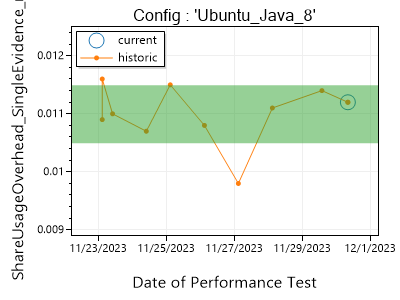 Config : 'Ubuntu_Java_8'
ShareUsageOverhead_SingleEvidence_
current
historic
0.012
0.011
0.01
0.009
11/23/2023
11/25/2023
11/27/2023
11/29/2023
12/1/2023
Date of Performance Test